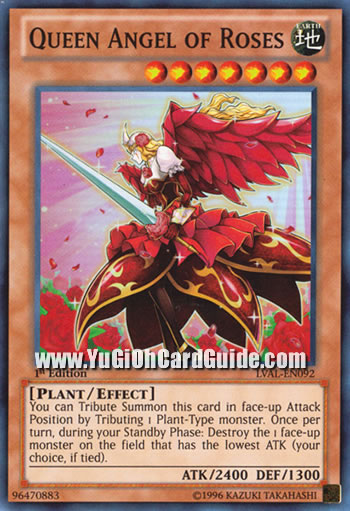 QUEEN ANGEL OF ROSES
EARTH
地
www.YuGiOhCardGuide.com
1st Edition
LVAL-EN092
[PLANT/EFFECT]
You can Tribute Summon this card in face-up Attack
Position by Tributing 1 Plant-Type monster. Once per
turn, during your Standby Phase: Destroy the 1 face-up
monster on the field that has the lowest ATK (your
choice, if tied).
ATK/2400 DEF/1300
96470883
©1996 KAZUKI TAKAHASHI